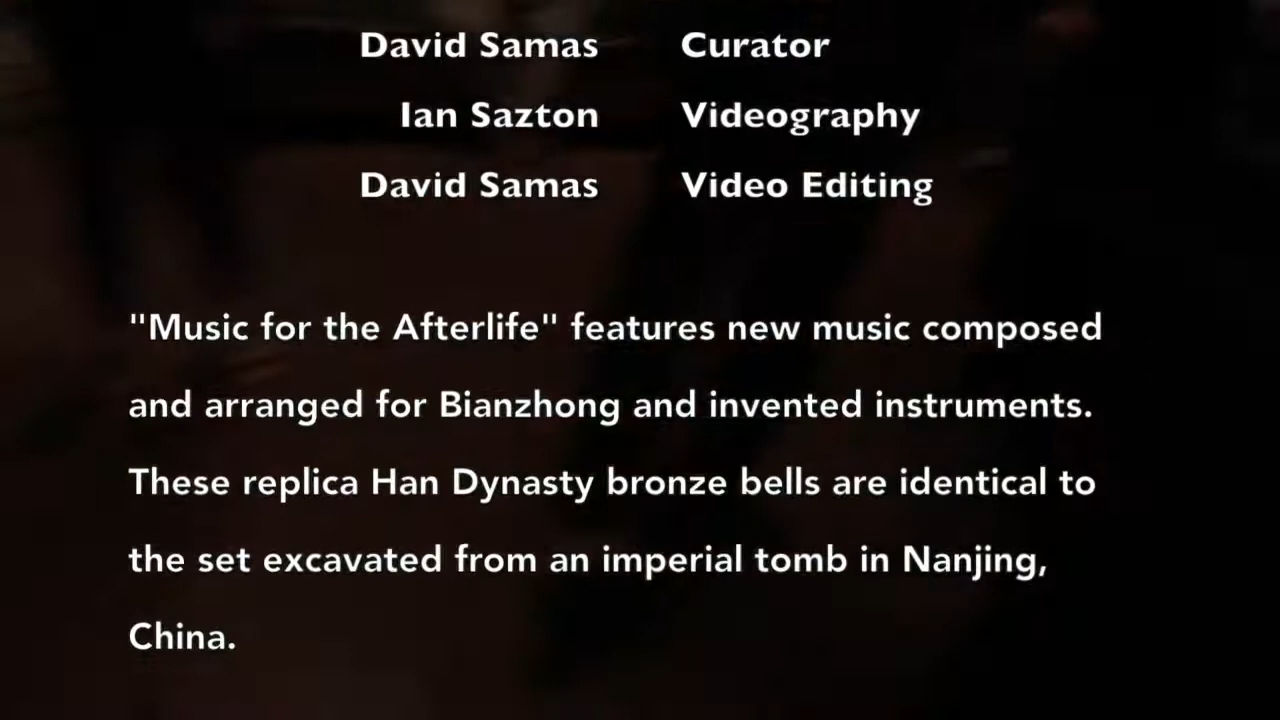 David Samas Curator
Ian Sazton Videography
David Samas Video Editing
"Music for the Afterlife" features new music composed
and arranged for Bianzhong and invented instruments.
These replica Han Dynasty bronze bells are identical to
the set excavated from an imperial tomb in Nanjing,
China.